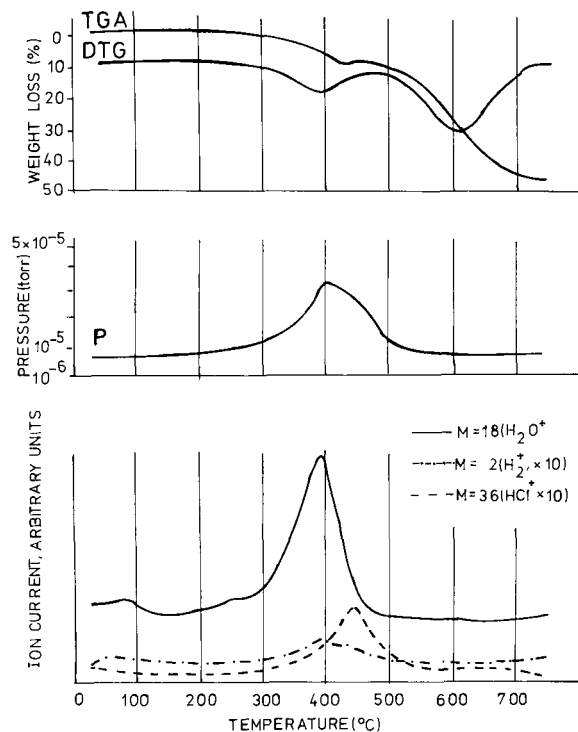 TGA
DTG
WEIGHT LOSS (%)
0
10
20
30
40
50
PRESSURE(torr)
5×10⁻⁵
10⁻⁵
10⁻⁶
P
ION CURRENT, ARBITRARY UNITS
M=18(H₂O⁺
M= 2(H₂⁺, ×10)
M=36(HCl⁺×10)
0 100 200 300 400 500 600 700
TEMPERATURE(°C)